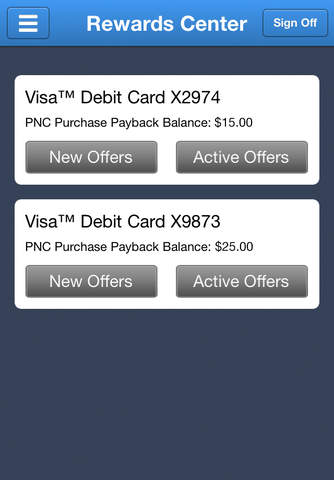 Rewards Center
Sign Off
Visa™ Debit Card X2974
PNC Purchase Payback Balance: $15.00
New Offers
Active Offers
Visa™ Debit Card X9873
PNC Purchase Payback Balance: $25.00
New Offers
Active Offers